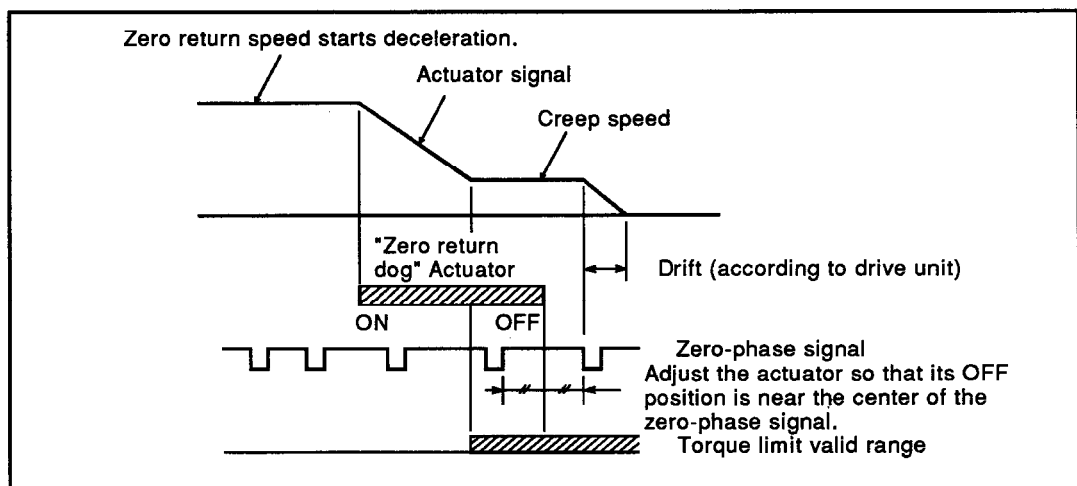 Zero return speed starts deceleration.
Actuator signal
Creep speed
"Zero return
dog" Actuator
Drift (according to drive unit)
ON
OFF
Zero-phase signal
Adjust the actuator so that its OFF
position is near the center of the
zero-phase signal.
Torque limit valid range